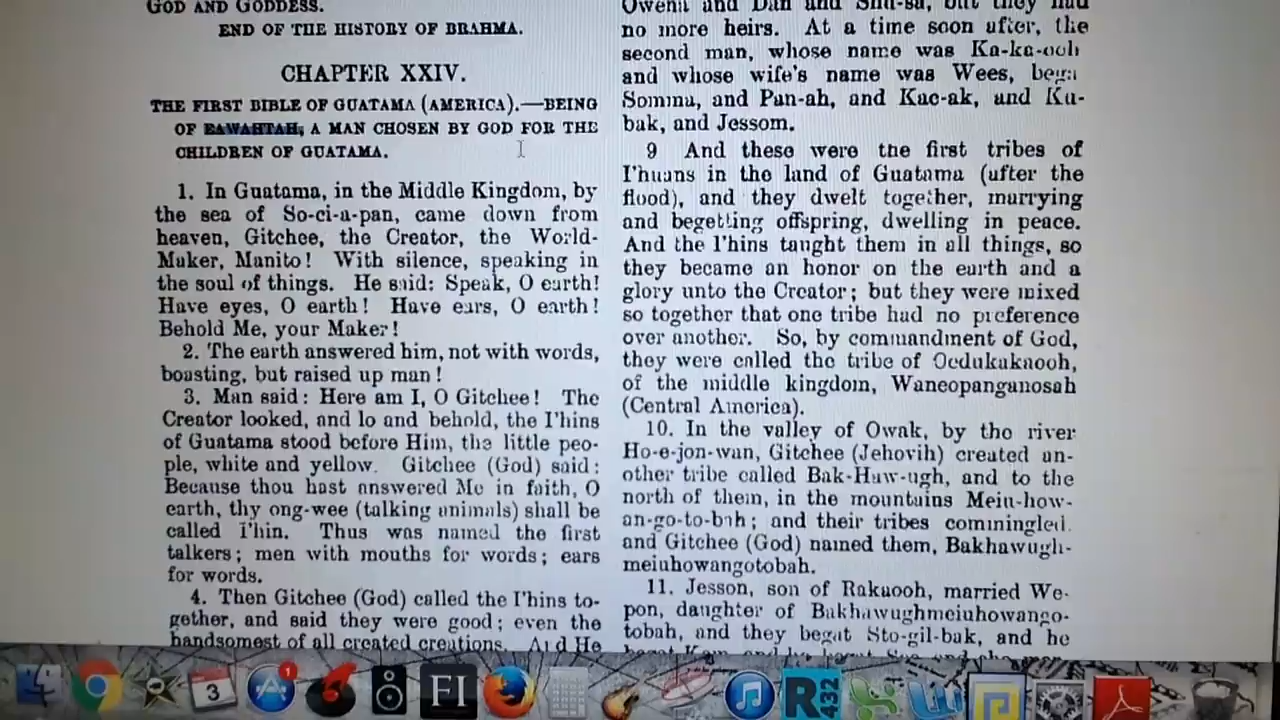 GOD AND GODDESS.
END OF THE HISTORY OF BRAHMA.
CHAPTER XXIV.
THE FIRST BIBLE OF GUATAMA (AMERICA).—BEING
OF EAWAHTAH, A MAN CHOSEN BY GOD FOR THE
CHILDREN OF GUATAMA.
1. In Guatama, in the Middle Kingdom, by
the sea of So-ci-a-pan, came down from
heaven, Gitchee, the Creator, the World-
Maker, Manito! With silence, speaking in
the soul of things. He said: Speak, O earth!
Have eyes, O earth! Have ears, O earth!
Behold Me, your Maker!
2. The earth answered him, not with words,
boasting, but raised up man!
3. Man said: Here am I, O Gitchee! The
Creator looked, and lo and behold, the I'hins
of Guatama stood before Him, the little peo-
ple, white and yellow. Gitchee (God) said:
Because thou hast answered Me in faith, O
earth, thy ong-wee (talking animals) shall be
called I'hin. Thus was named the first
talkers; men with mouths for words; ears
for words.
4. Then Gitchee (God) called the I'hins to-
gether, and said they were good; even the
handsomest of all created creations. And He
Owena and Dan and Shu-sa, but they had
no more heirs. At a time soon after, the
second man, whose name was Ka-ka-ooh
and whose wife's name was Wees, begat
Somma, and Pan-ah, and Kac-ak, and Ku-
bak, and Jessom.
9 And these were the first tribes of
I'huans in the land of Guatama (after the
flood), and they dwelt together, marrying
and begetting offspring, dwelling in peace.
And the I'hins taught them in all things, so
they became an honor on the earth and a
glory unto the Creator; but they were mixed
so together that one tribe had no preference
over another. So, by commandment of God,
they were called the tribe of Oedukakaooh,
of the middle kingdom, Waneopanganosah
(Central America).
10. In the valley of Owak, by the river
Ho-e-jon-wan, Gitchee (Jehovih) created an-
other tribe called Bak-Haw-ugh, and to the
north of them, in the mountains Mein-how-
an-go-to-bah; and their tribes commingled.
and Gitchee (God) named them, Bakhawugh-
meiuhowangotobah.
11. Jesson, son of Rakaooh, married We-
pon, daughter of Bakhawughmeiuhowango-
tobah, and they begat Sto-gil-bak, and he
3
1
FI
R
432